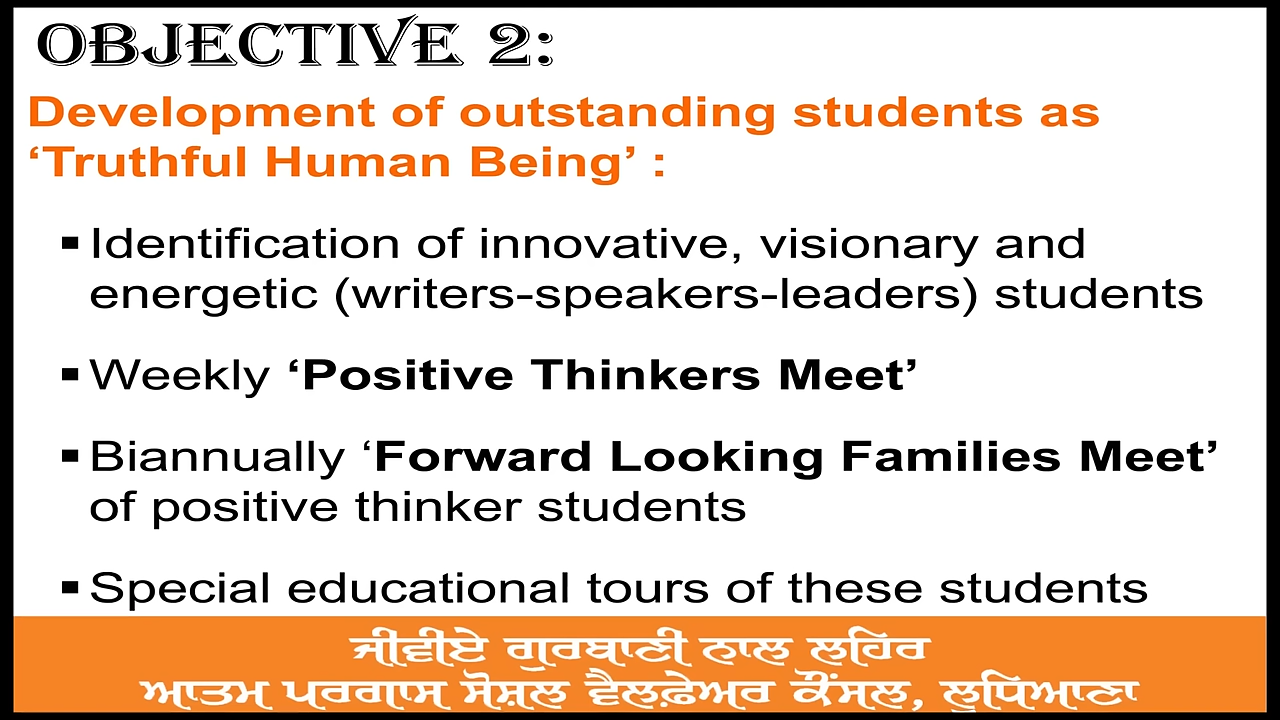 OBJECTIVE 2:
Development of outstanding students as
‘Truthful Human Being’ :
▪ Identification of innovative, visionary and
energetic (writers-speakers-leaders) students
▪ Weekly ‘Positive Thinkers Meet’
▪ Biannually ‘Forward Looking Families Meet’
of positive thinker students
▪ Special educational tours of these students
ਜੀਵੀਏ ਗੁਰਬਾਣੀ ਨਾਲ ਲਹਿਰ
ਆਤਮ ਪਰਗਾਸ ਸੋਸ਼ਲ ਵੈਲਫ਼ੇਅਰ ਕੌਂਸਲ, ਲੁਧਿਆਣਾ